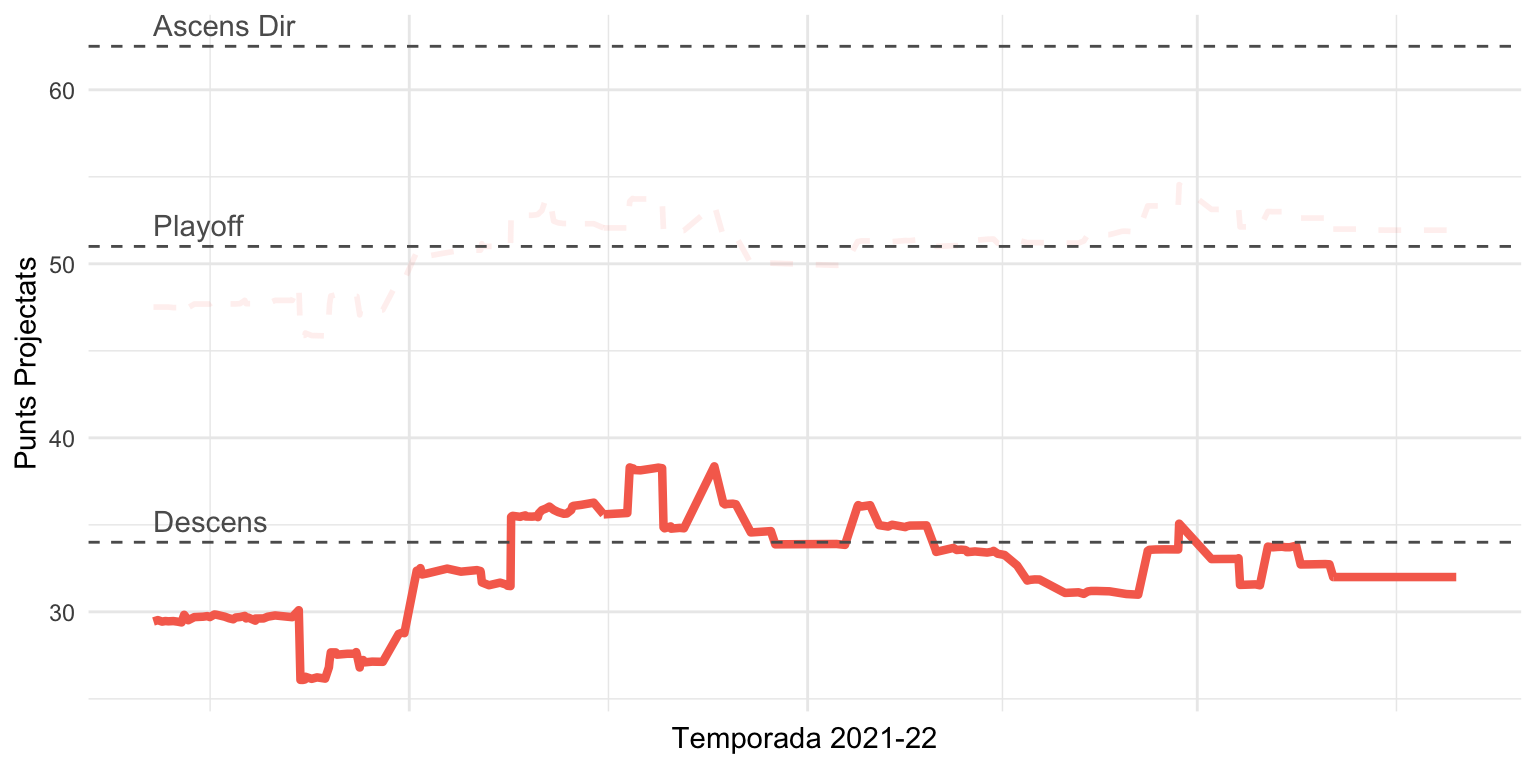 Ascens Dir
60
Playoff
50
Punts Projectats
40
Descens
30
Temporada 2021-22